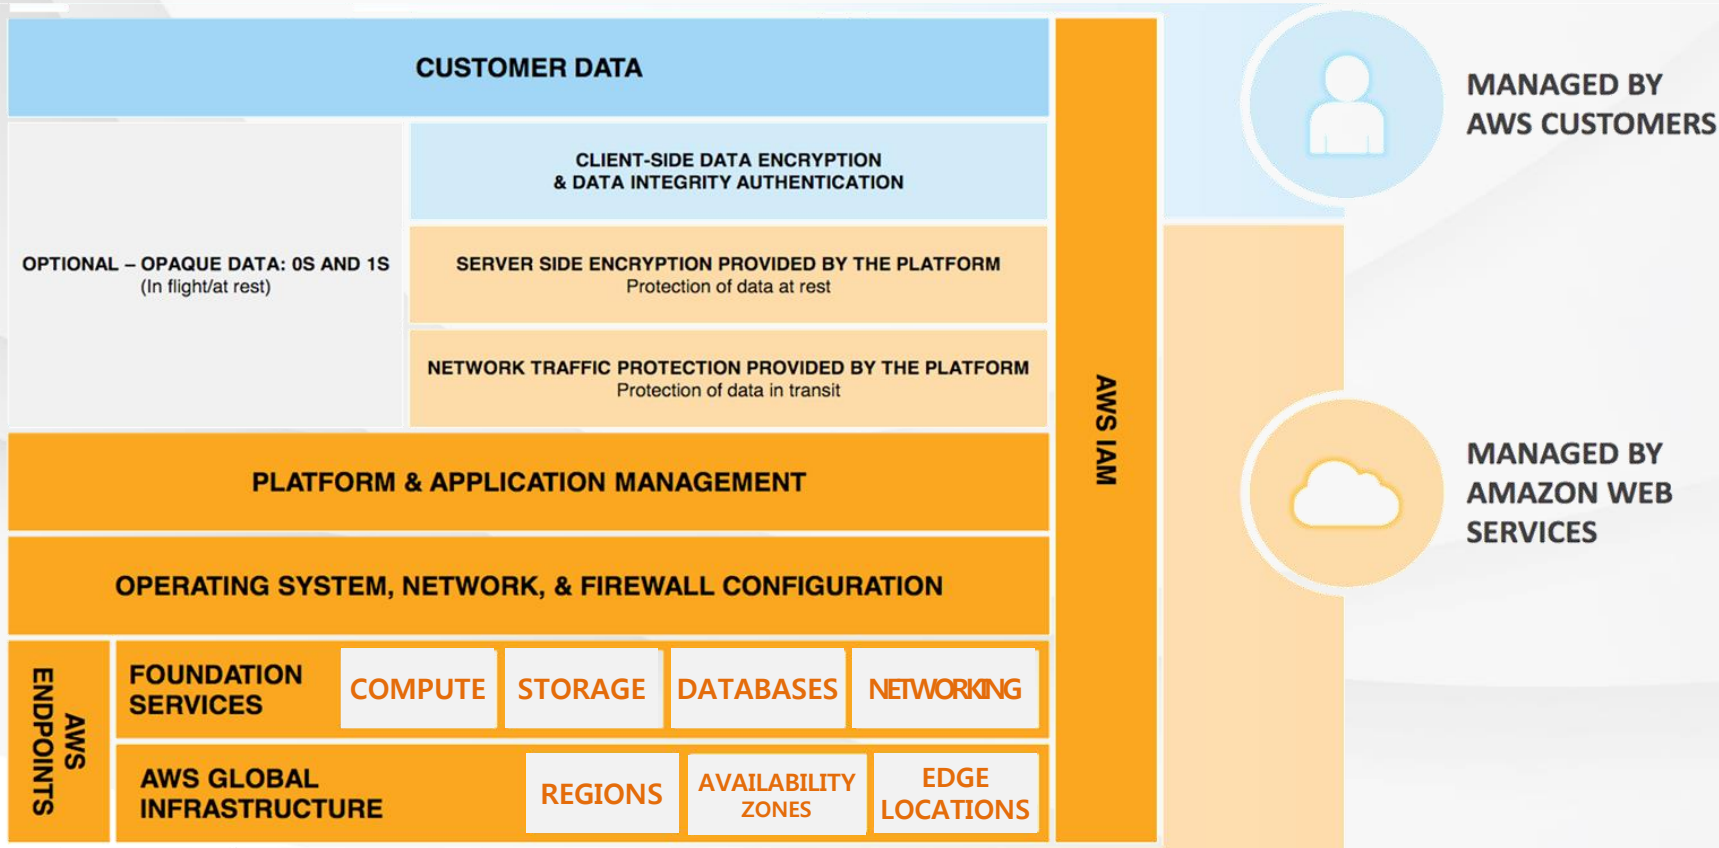 CUSTOMER DATA
CLIENT-SIDE DATA ENCRYPTION
& DATA INTEGRITY AUTHENTICATION
OPTIONAL – OPAQUE DATA: 0S AND 1S
(In flight/at rest)
SERVER SIDE ENCRYPTION PROVIDED BY THE PLATFORM
Protection of data at rest
NETWORK TRAFFIC PROTECTION PROVIDED BY THE PLATFORM
Protection of data in transit
PLATFORM & APPLICATION MANAGEMENT
OPERATING SYSTEM, NETWORK, & FIREWALL CONFIGURATION
AWS
ENDPOINTS
FOUNDATION
SERVICES
COMPUTE
STORAGE
DATABASES
NETWORKING
AWS GLOBAL
INFRASTRUCTURE
REGIONS
AVAILABILITY
ZONES
EDGE
LOCATIONS
AWS IAM
MANAGED BY
AWS CUSTOMERS
MANAGED BY
AMAZON WEB
SERVICES